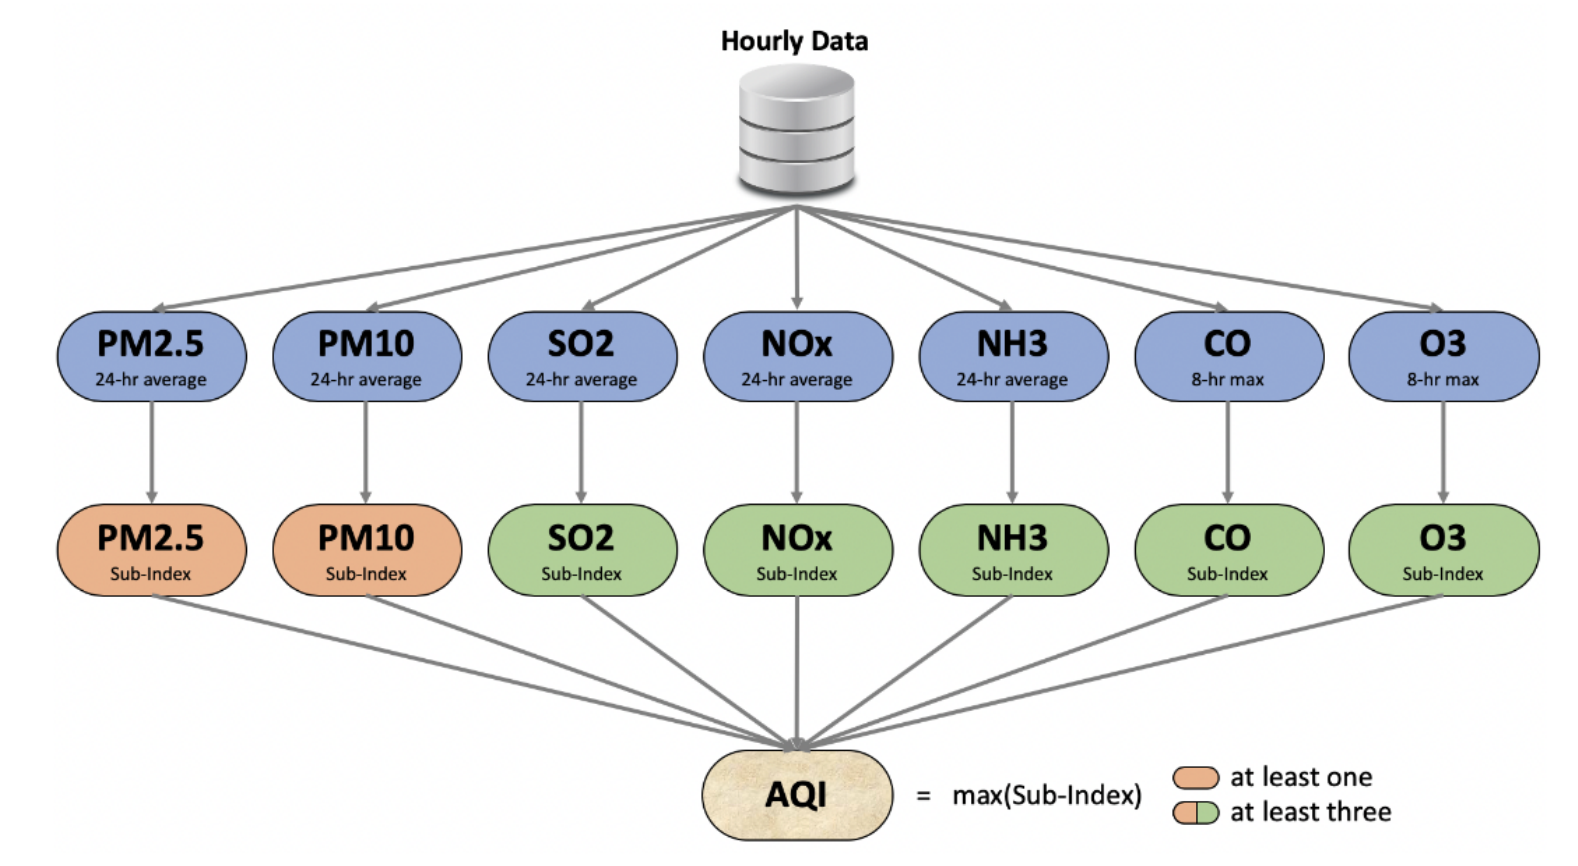 Hourly Data
PM2.5
24-hr average
PM10
24-hr average
SO2
24-hr average
NOx
24-hr average
NH3
24-hr average
CO
8-hr max
O3
8-hr max
PM2.5
Sub-Index
PM10
Sub-Index
SO2
Sub-Index
NOx
Sub-Index
NH3
Sub-Index
CO
Sub-Index
O3
Sub-Index
AQI
= max(Sub-Index)
at least one
at least three